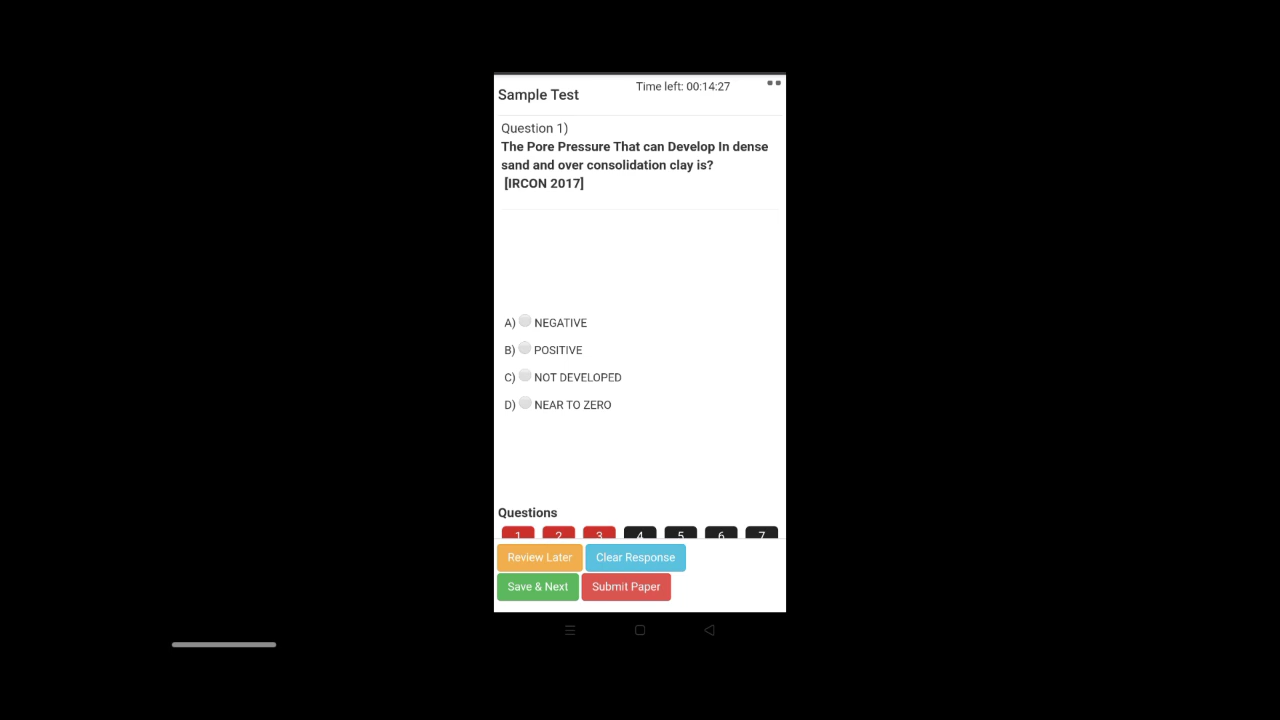 Sample Test
Time left: 00:14:27
Question 1)
The Pore Pressure That can Develop In dense
sand and over consolidation clay is?
[IRCON 2017]
A) NEGATIVE
B) POSITIVE
C) NOT DEVELOPED
D) NEAR TO ZERO
Questions
1 2 3 4 5 6 7
Review Later Clear Response
Save & Next Submit Paper